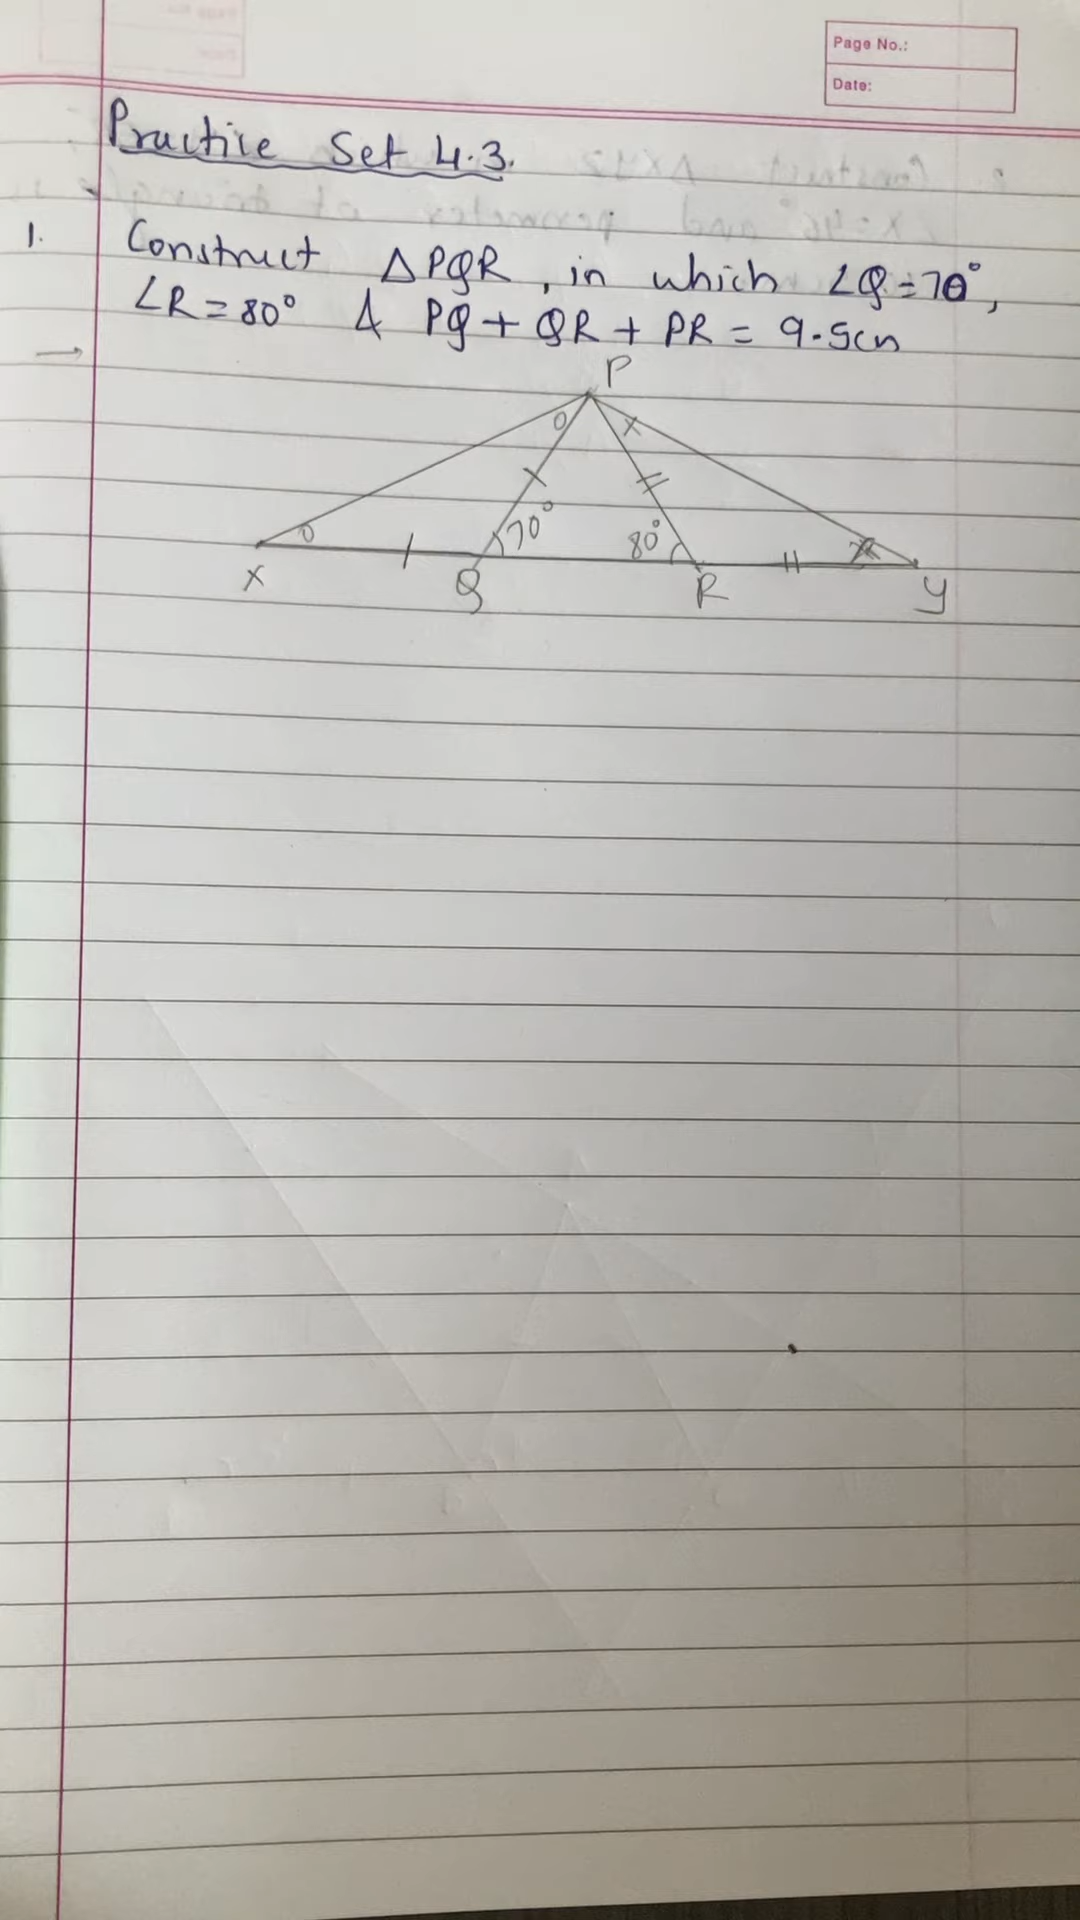 Page No.:
Date:
Practice Set 4.3.
1. Construct △PQR, in which ∠Q=70°,
∠R=80° & PQ+QR+PR=9.5cm
→
P
o x
70° 80°
o x
X Q R Y